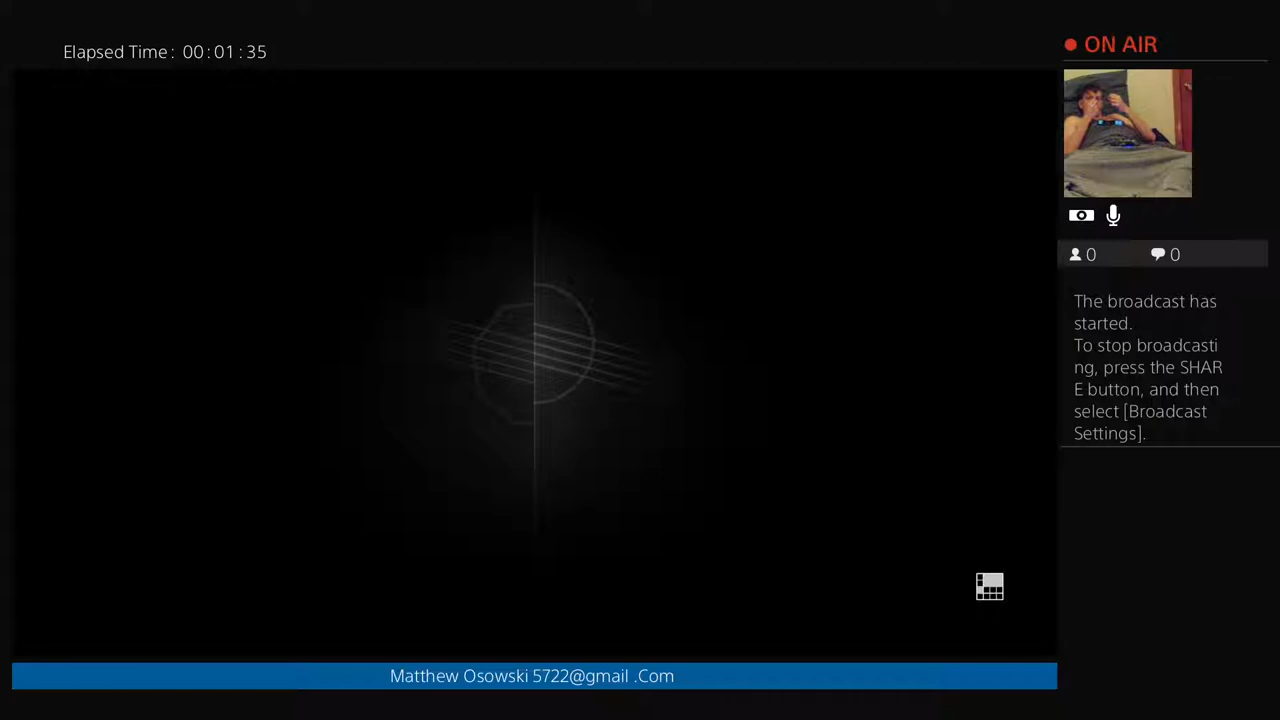 Elapsed Time: 00:01:35
ON AIR
0 0
The broadcast has
started.
To stop broadcasti
ng, press the SHAR
E button, and then
select [Broadcast
Settings].
Matthew Osowski 5722@gmail .Com